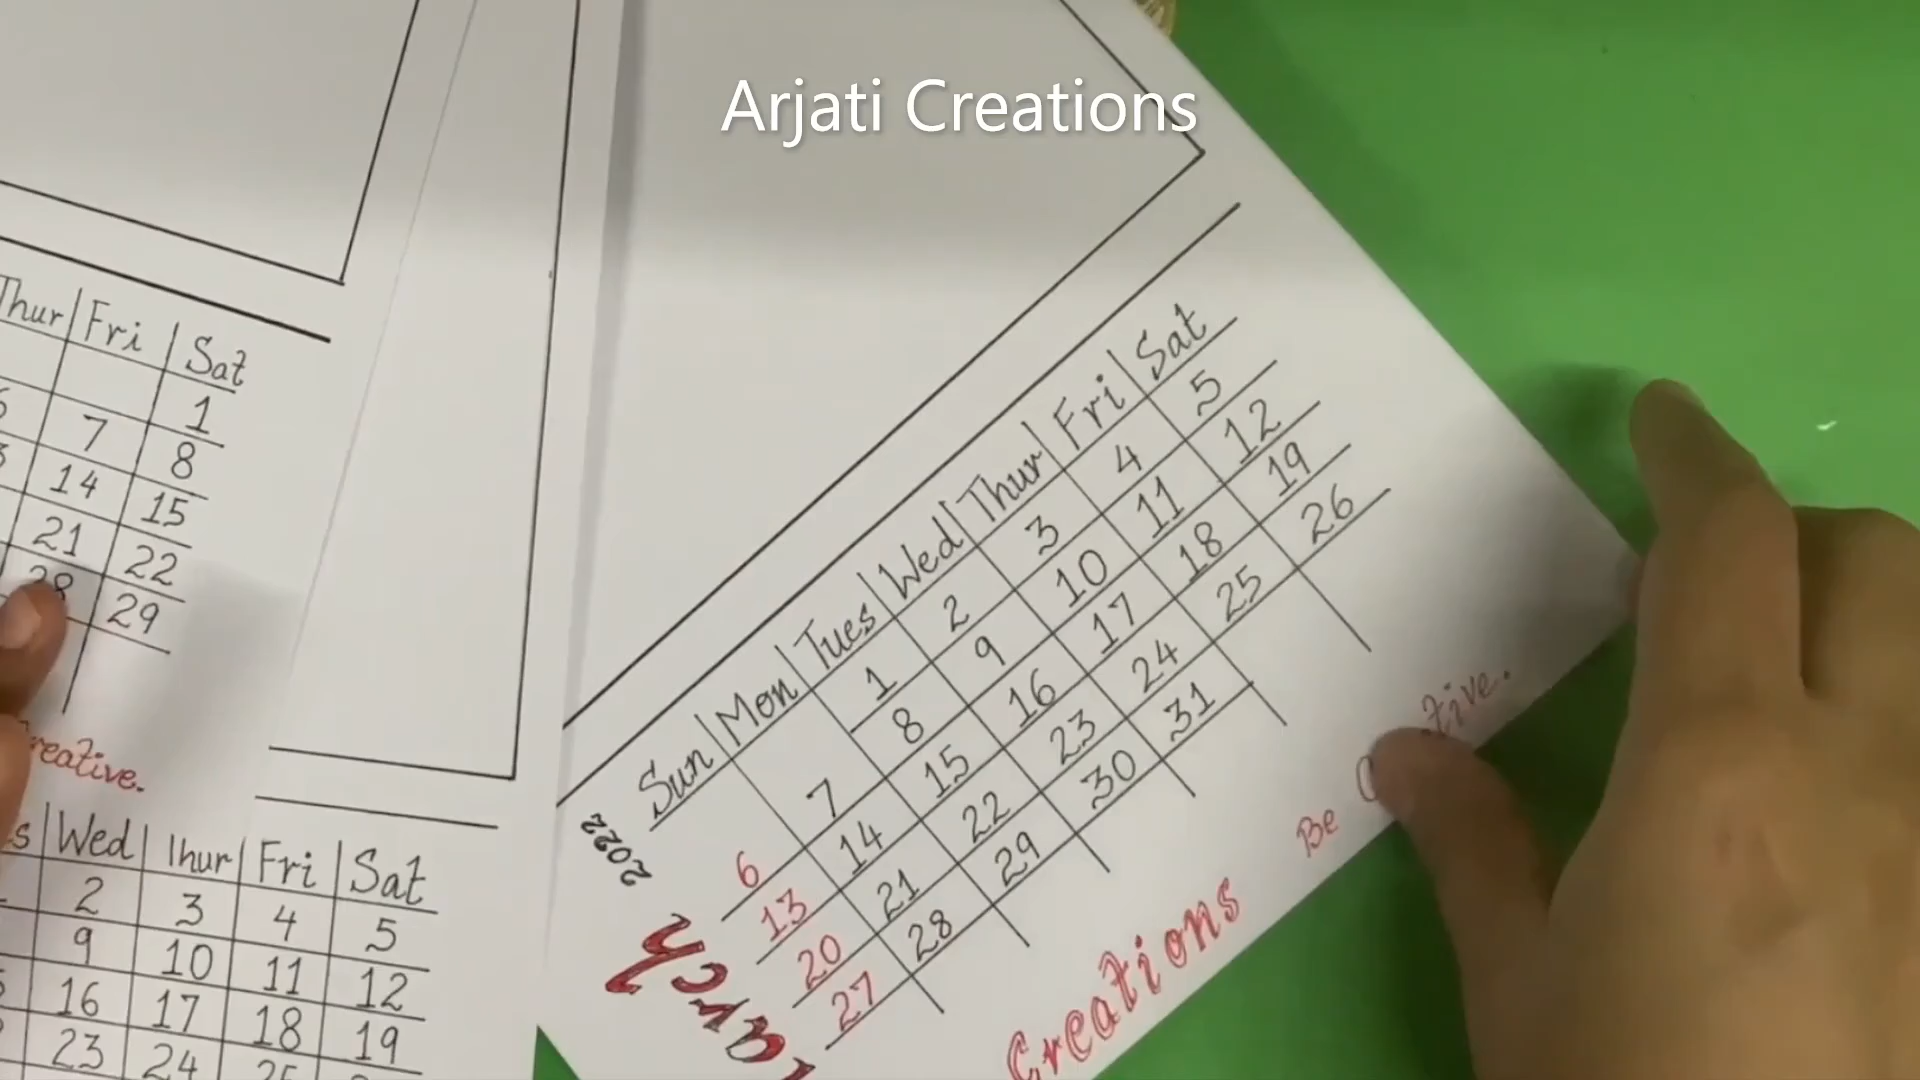 Arjati Creations
Thur Fri Sat
1
7 8
14 15
21 22
28 29
Creative.
Wed Thur Fri Sat
2 3 4 5
9 10 11 12
16 17 18 19
23 24
2022
March
Sun Mon Tues Wed Thur Fri Sat
1 2 3 4 5
6 7 8 9 10 11 12
13 14 15 16 17 18 19
20 21 22 23 24 25 26
27 28 29 30 31
Creations
Be